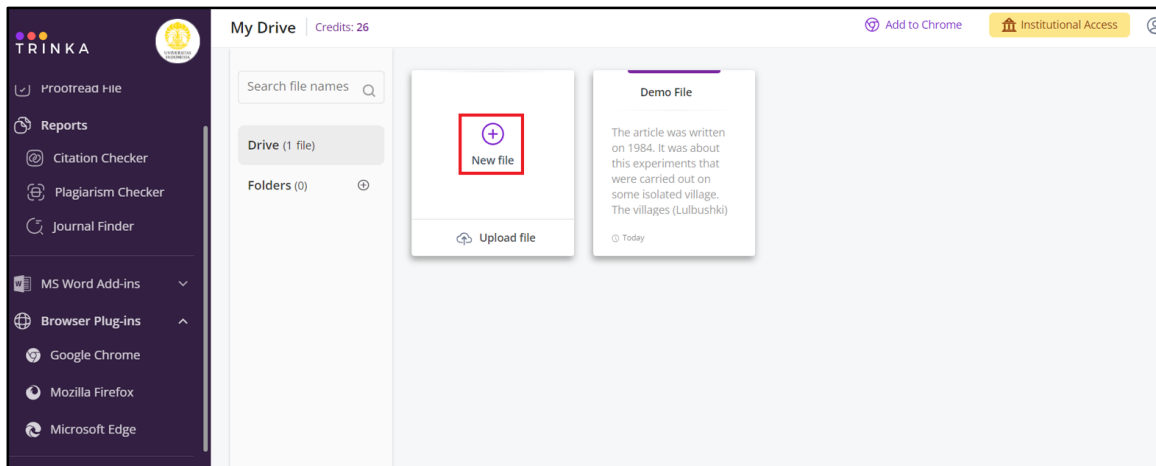 TRINKA
UNIVERSITAS
INDONESIA
Proofread File
Reports
Citation Checker
Plagiarism Checker
Journal Finder
MS Word Add-ins
Browser Plug-ins
Google Chrome
Mozilla Firefox
Microsoft Edge
My Drive
Credits: 26
Add to Chrome
Institutional Access
Search file names
Drive (1 file)
Folders (0)
New file
Upload file
Demo File
The article was written
on 1984. It was about
this experiments that
were carried out on
some isolated village.
The villages (Lulbushki)
Today